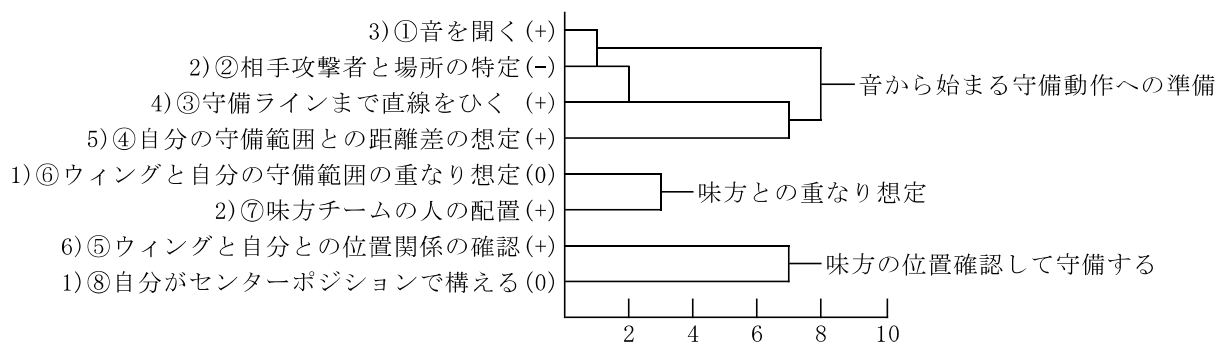 3)①音を聞く(+)
2)②相手攻撃者と場所の特定(−)
4)③守備ラインまで直線をひく (+)
5)④自分の守備範囲との距離差の想定(+)
1)⑥ウィングと自分の守備範囲の重なり想定(0)
2)⑦味方チームの人の配置(+)
6)⑤ウィングと自分との位置関係の確認(+)
1)⑧自分がセンターポジションで構える(0)
音から始まる守備動作への準備
味方との重なり想定
味方の位置確認して守備する
2 4 6 8 10